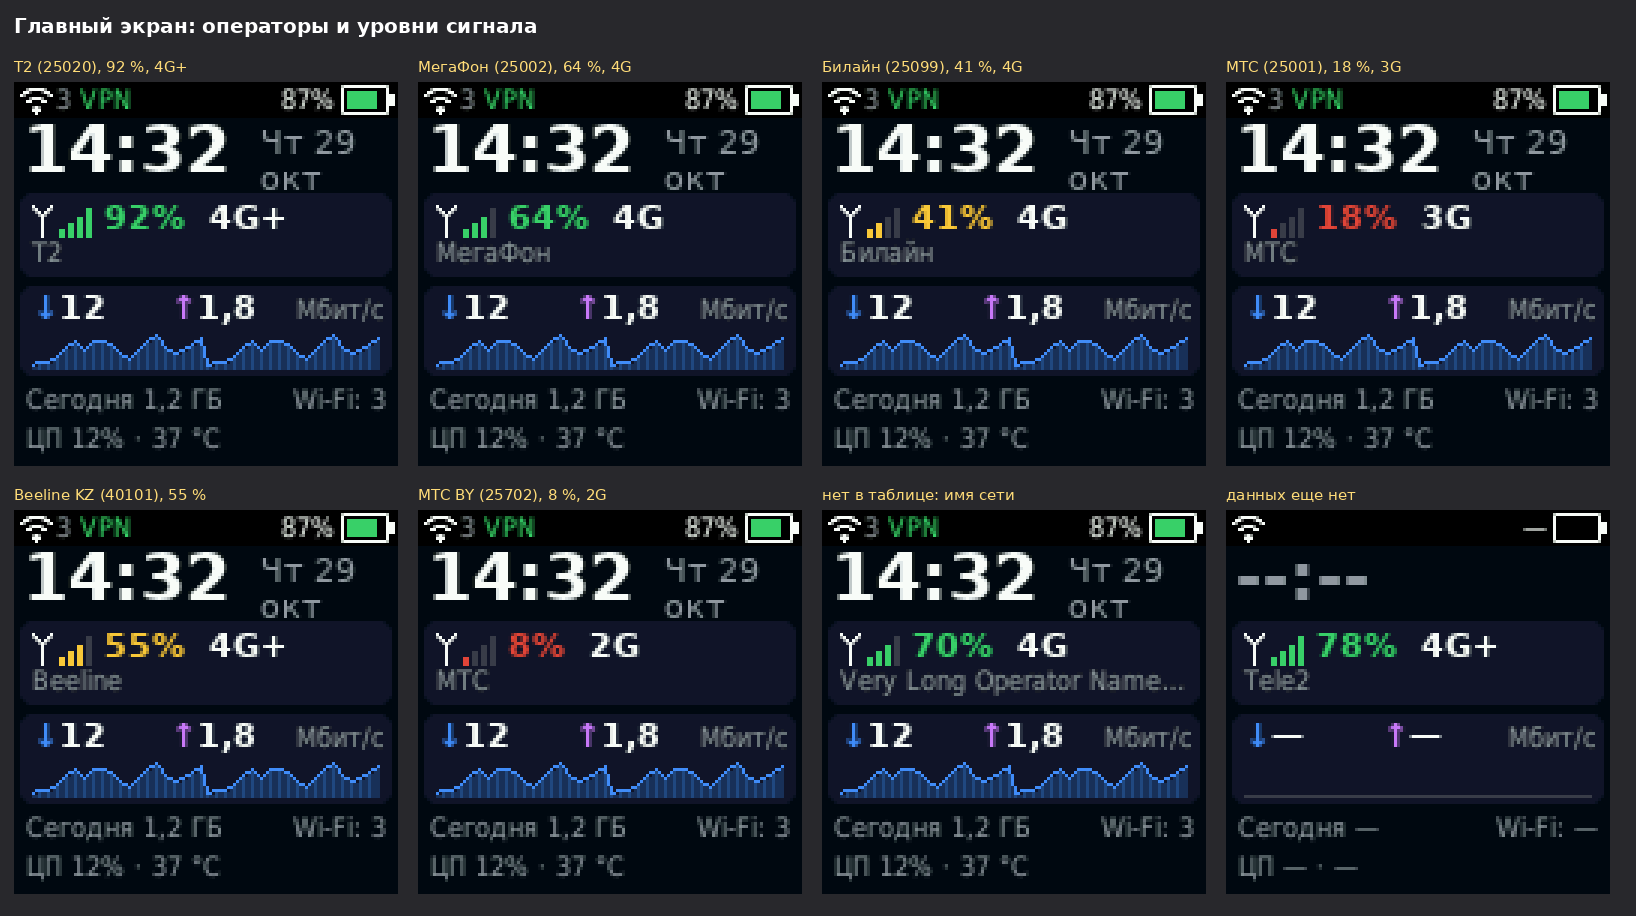 Главный экран: операторы и уровни сигнала
T2 (25020), 92 %, 4G+
3 VPN 87%
14:32 Чт 29
окт
92% 4G+
T2
↓12 ↑1,8 Мбит/с
Сегодня 1,2 ГБ Wi-Fi: 3
ЦП 12% · 37 °C
МегаФон (25002), 64 %, 4G
3 VPN 87%
14:32 Чт 29
окт
64% 4G
МегаФон
↓12 ↑1,8 Мбит/с
Сегодня 1,2 ГБ Wi-Fi: 3
ЦП 12% · 37 °C
Билайн (25099), 41 %, 4G
3 VPN 87%
14:32 Чт 29
окт
41% 4G
Билайн
↓12 ↑1,8 Мбит/с
Сегодня 1,2 ГБ Wi-Fi: 3
ЦП 12% · 37 °C
МТС (25001), 18 %, 3G
3 VPN 87%
14:32 Чт 29
окт
18% 3G
МТС
↓12 ↑1,8 Мбит/с
Сегодня 1,2 ГБ Wi-Fi: 3
ЦП 12% · 37 °C
Beeline KZ (40101), 55 %
3 VPN 87%
14:32 Чт 29
окт
55% 4G+
Beeline
↓12 ↑1,8 Мбит/с
Сегодня 1,2 ГБ Wi-Fi: 3
ЦП 12% · 37 °C
МТС BY (25702), 8 %, 2G
3 VPN 87%
14:32 Чт 29
окт
8% 2G
МТС
↓12 ↑1,8 Мбит/с
Сегодня 1,2 ГБ Wi-Fi: 3
ЦП 12% · 37 °C
нет в таблице: имя сети
3 VPN 87%
14:32 Чт 29
окт
70% 4G
Very Long Operator Name...
↓12 ↑1,8 Мбит/с
Сегодня 1,2 ГБ Wi-Fi: 3
ЦП 12% · 37 °C
данных еще нет
—
--:--
78% 4G+
Tele2
↓— ↑— Мбит/с
Сегодня — Wi-Fi: —
ЦП — · —